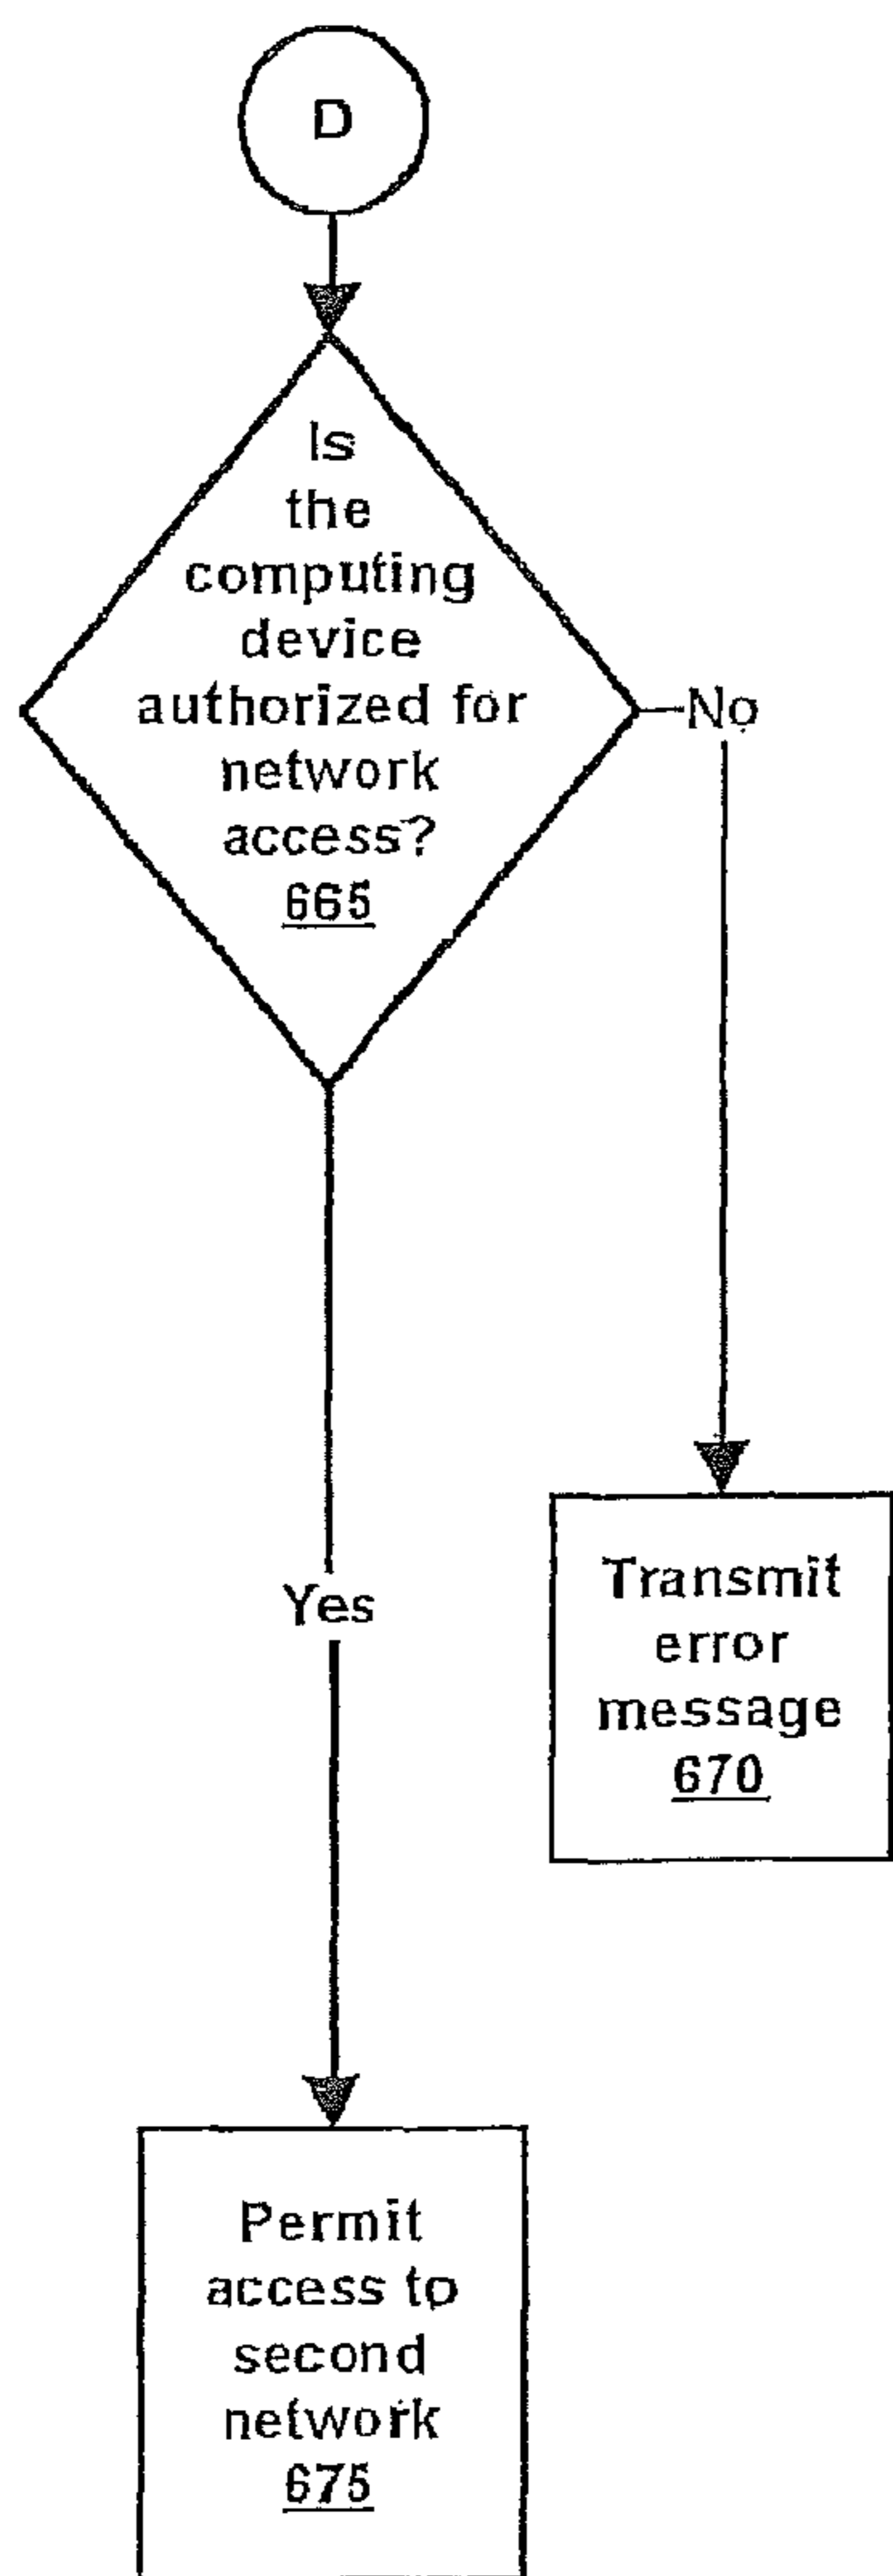 D
Is
the
computing
device
authorized for
network
access?
665
No
Yes
Transmit
error
message
670
Permit
access to
second
network
675